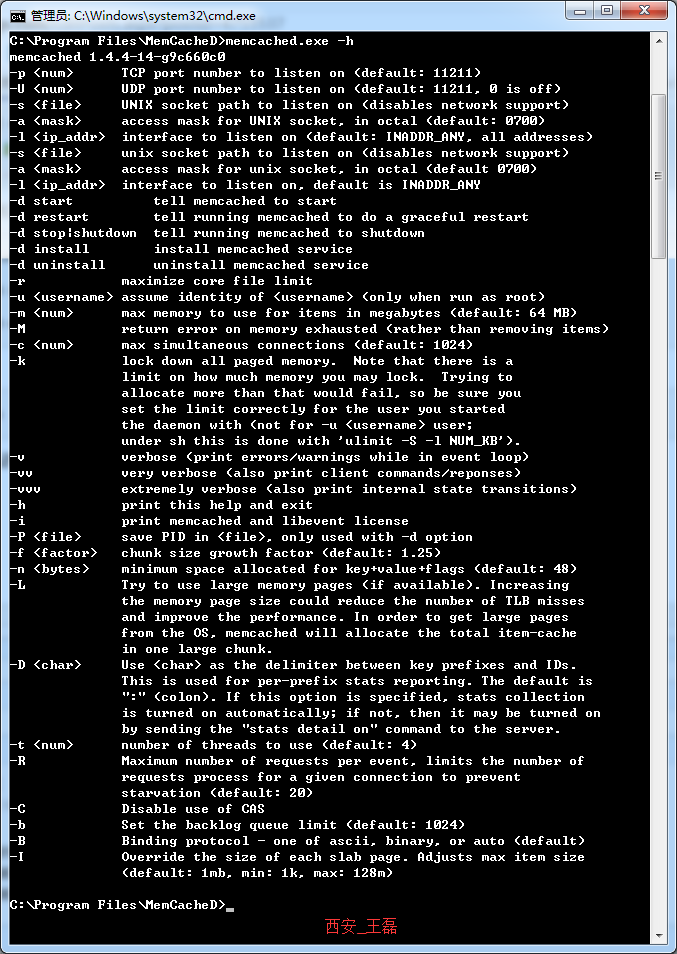 管理员: C:\Windows\system32\cmd.exe
C:\Program Files\MemCacheD>memcached.exe -h
memcached 1.4.4-14-g9c660c0
-p <num>      TCP port number to listen on (default: 11211)
-U <num>      UDP port number to listen on (default: 11211, 0 is off)
-s <file>     UNIX socket path to listen on (disables network support)
-a <mask>     access mask for UNIX socket, in octal (default: 0700)
-l <ip_addr>  interface to listen on (default: INADDR_ANY, all addresses)
-s <file>     unix socket path to listen on (disables network support)
-a <mask>     access mask for unix socket, in octal (default 0700)
-l <ip_addr>  interface to listen on, default is INADDR_ANY
-d start          tell memcached to start
-d restart        tell running memcached to do a graceful restart
-d stop|shutdown  tell running memcached to shutdown
-d install        install memcached service
-d uninstall      uninstall memcached service
-r            maximize core file limit
-u <username> assume identity of <username> (only when run as root)
-m <num>      max memory to use for items in megabytes (default: 64 MB)
-M            return error on memory exhausted (rather than removing items)
-c <num>      max simultaneous connections (default: 1024)
-k            lock down all paged memory.  Note that there is a
              limit on how much memory you may lock.  Trying to
              allocate more than that would fail, so be sure you
              set the limit correctly for the user you started
              the daemon with (not for -u <username> user;
              under sh this is done with 'ulimit -S -l NUM_KB').
-v            verbose (print errors/warnings while in event loop)
-vv           very verbose (also print client commands/reponses)
-vvv          extremely verbose (also print internal state transitions)
-h            print this help and exit
-i            print memcached and libevent license
-P <file>     save PID in <file>, only used with -d option
-f <factor>   chunk size growth factor (default: 1.25)
-n <bytes>    minimum space allocated for key+value+flags (default: 48)
-L            Try to use large memory pages (if available). Increasing
              the memory page size could reduce the number of TLB misses
              and improve the performance. In order to get large pages
              from the OS, memcached will allocate the total item-cache
              in one large chunk.
-D <char>     Use <char> as the delimiter between key prefixes and IDs.
              This is used for per-prefix stats reporting. The default is
              ":" (colon). If this option is specified, stats collection
              is turned on automatically; if not, then it may be turned on
              by sending the "stats detail on" command to the server.
-t <num>      number of threads to use (default: 4)
-R            Maximum number of requests per event, limits the number of
              requests process for a given connection to prevent
              starvation (default: 20)
-C            Disable use of CAS
-b            Set the backlog queue limit (default: 1024)
-B            Binding protocol - one of ascii, binary, or auto (default)
-I            Override the size of each slab page. Adjusts max item size
              (default: 1mb, min: 1k, max: 128m)
C:\Program Files\MemCacheD>
西安_王磊